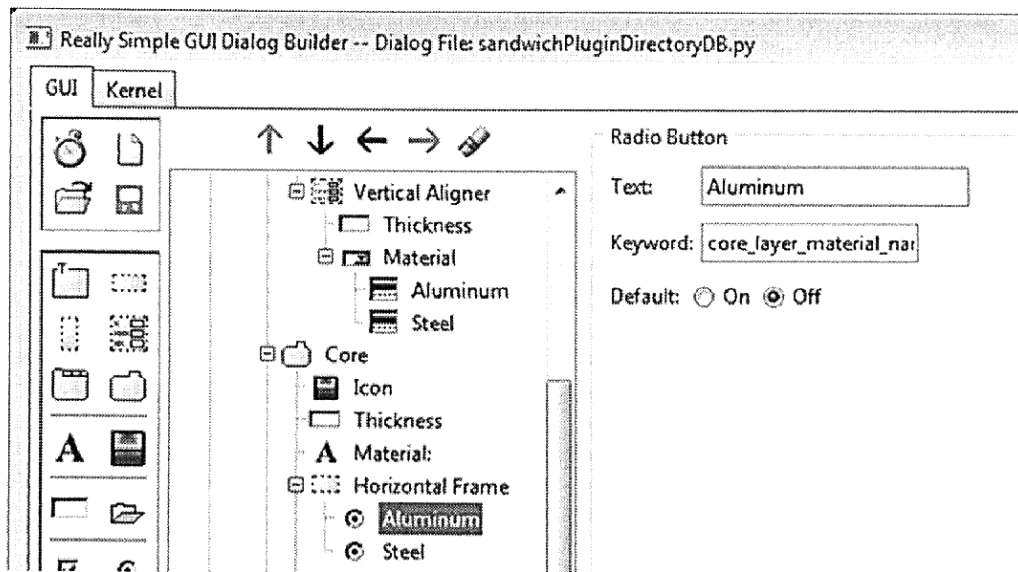 Really Simple GUI Dialog Builder -- Dialog File: sandwichPluginDirectoryDB.py
GUI
Kernel
Vertical Aligner
Thickness
Material
Aluminum
Steel
Core
Icon
Thickness
A Material:
Horizontal Frame
Aluminum
Steel
T
A
Radio Button
Text: Aluminum
Keyword: core_layer_material_nar
Default: On Off